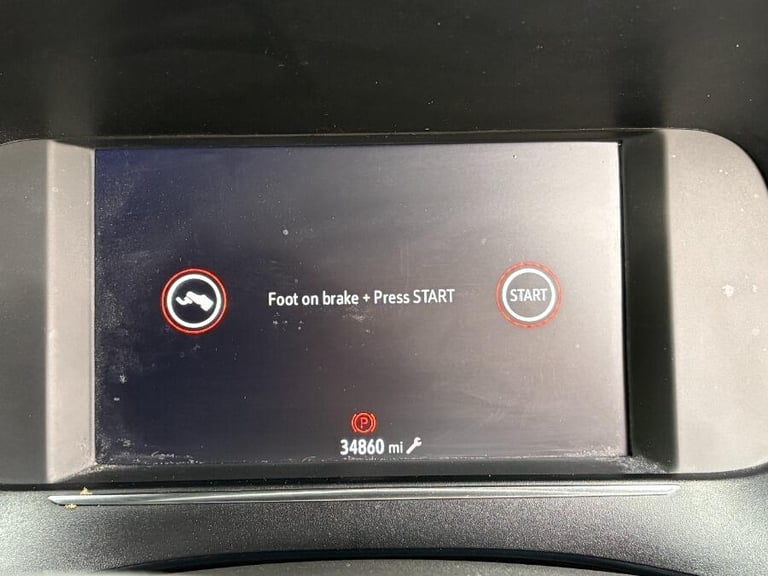 Foot on brake + Press START
START
P
34860 mi